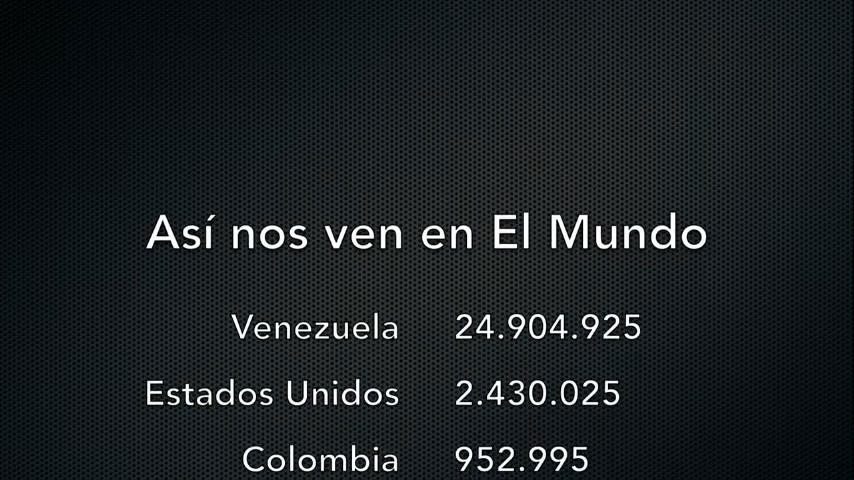 Así nos ven en El Mundo
Venezuela 24.904.925
Estados Unidos 2.430.025
Colombia 952.995